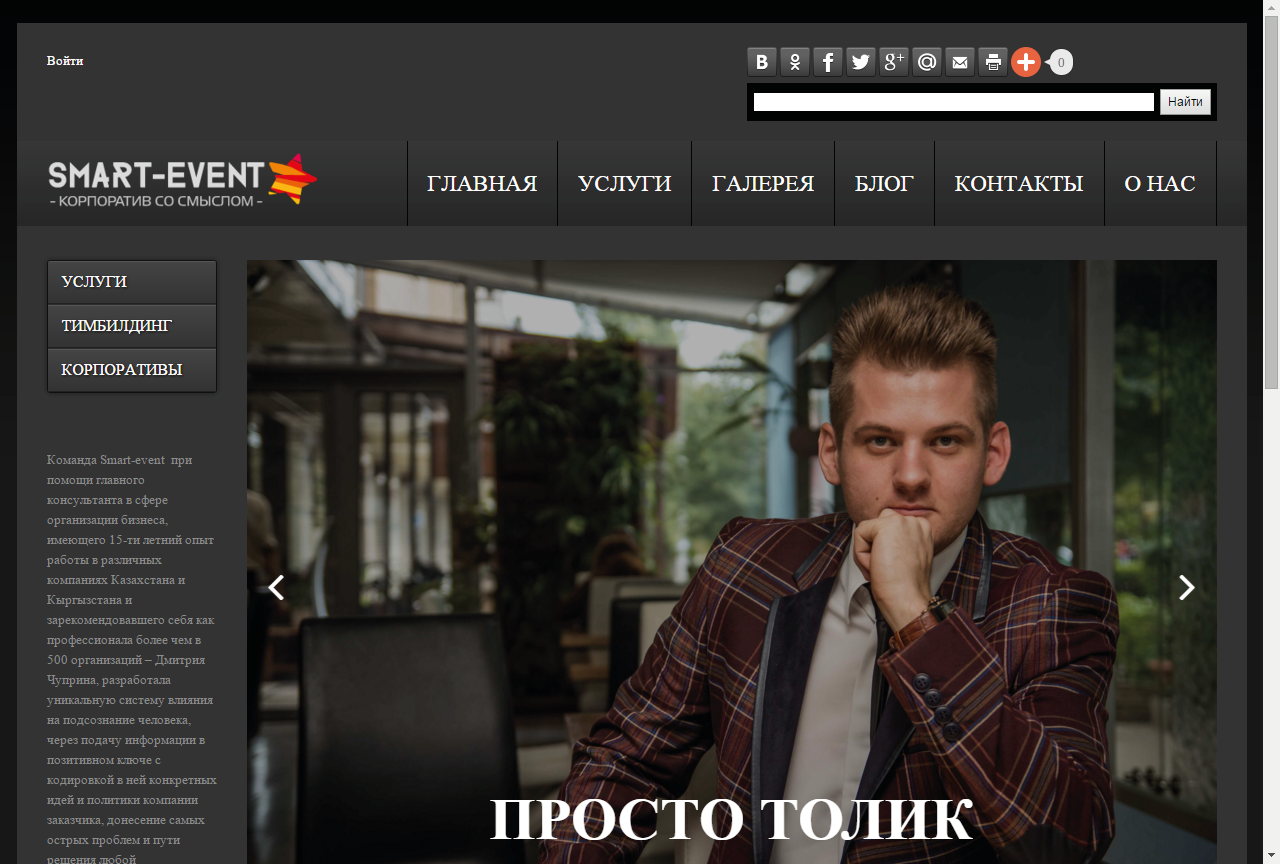 Войти
0
Найти
SMART-EVENT
- КОРПОРАТИВ СО СМЫСЛОМ -
ГЛАВНАЯ УСЛУГИ ГАЛЕРЕЯ БЛОГ КОНТАКТЫ О НАС
УСЛУГИ
ТИМБИЛДИНГ
КОРПОРАТИВЫ
Команда Smart-event при
помощи главного
консультанта в сфере
организации бизнеса,
имеющего 15-ти летний опыт
работы в различных
компаниях Казахстана и
Кыргызстана и
зарекомендовавшего себя как
профессионала более чем в
500 организаций – Дмитрия
Чуприна, разработала
уникальную систему влияния
на подсознание человека,
через подачу информации в
позитивном ключе с
кодировкой в ней конкретных
идей и политики компании
заказчика, донесение самых
острых проблем и пути
решения любой
ПРОСТО ТОЛИК